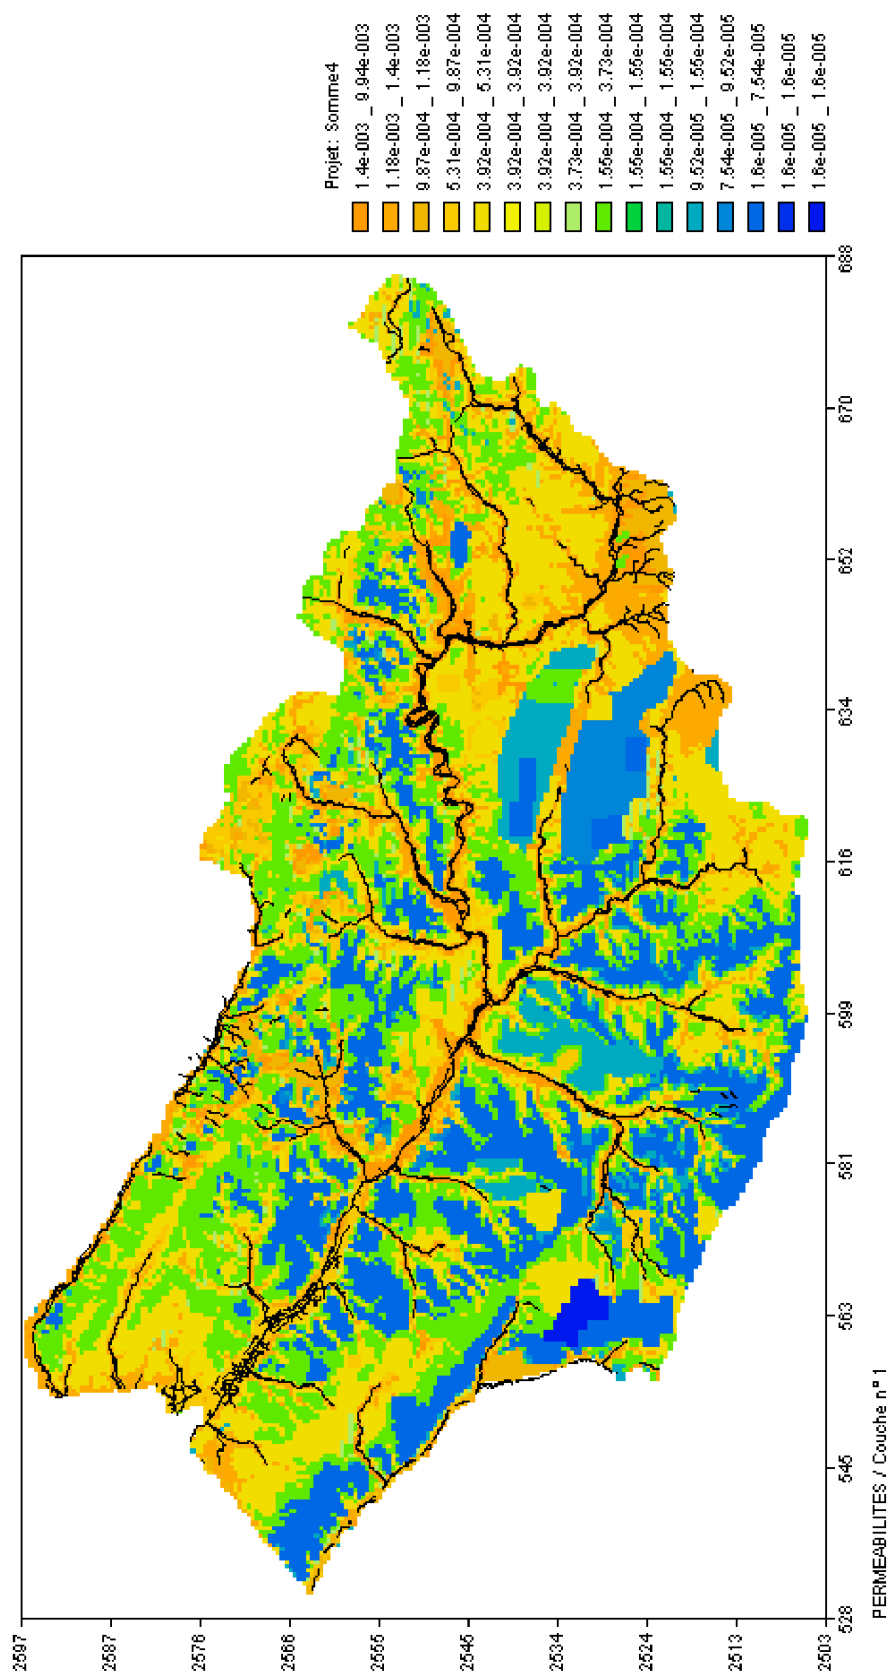 Projet: Somme4
1.4e-003 _ 9.94e-003
1.18e-003 _ 1.4e-003
9.87e-004 _ 1.18e-003
5.31e-004 _ 9.87e-004
3.92e-004 _ 5.31e-004
3.92e-004 _ 3.92e-004
3.92e-004 _ 3.92e-004
3.73e-004 _ 3.92e-004
1.55e-004 _ 3.73e-004
1.55e-004 _ 1.55e-004
1.55e-004 _ 1.55e-004
9.52e-005 _ 1.55e-004
7.54e-005 _ 9.52e-005
1.6e-005 _ 7.54e-005
1.6e-005 _ 1.6e-005
1.6e-005 _ 1.6e-005
2597
2587
2576
2566
2555
2545
2534
2524
2513
2503
528
545
563
581
599
616
634
652
670
688
PERMEABILITES / Couche n° 1